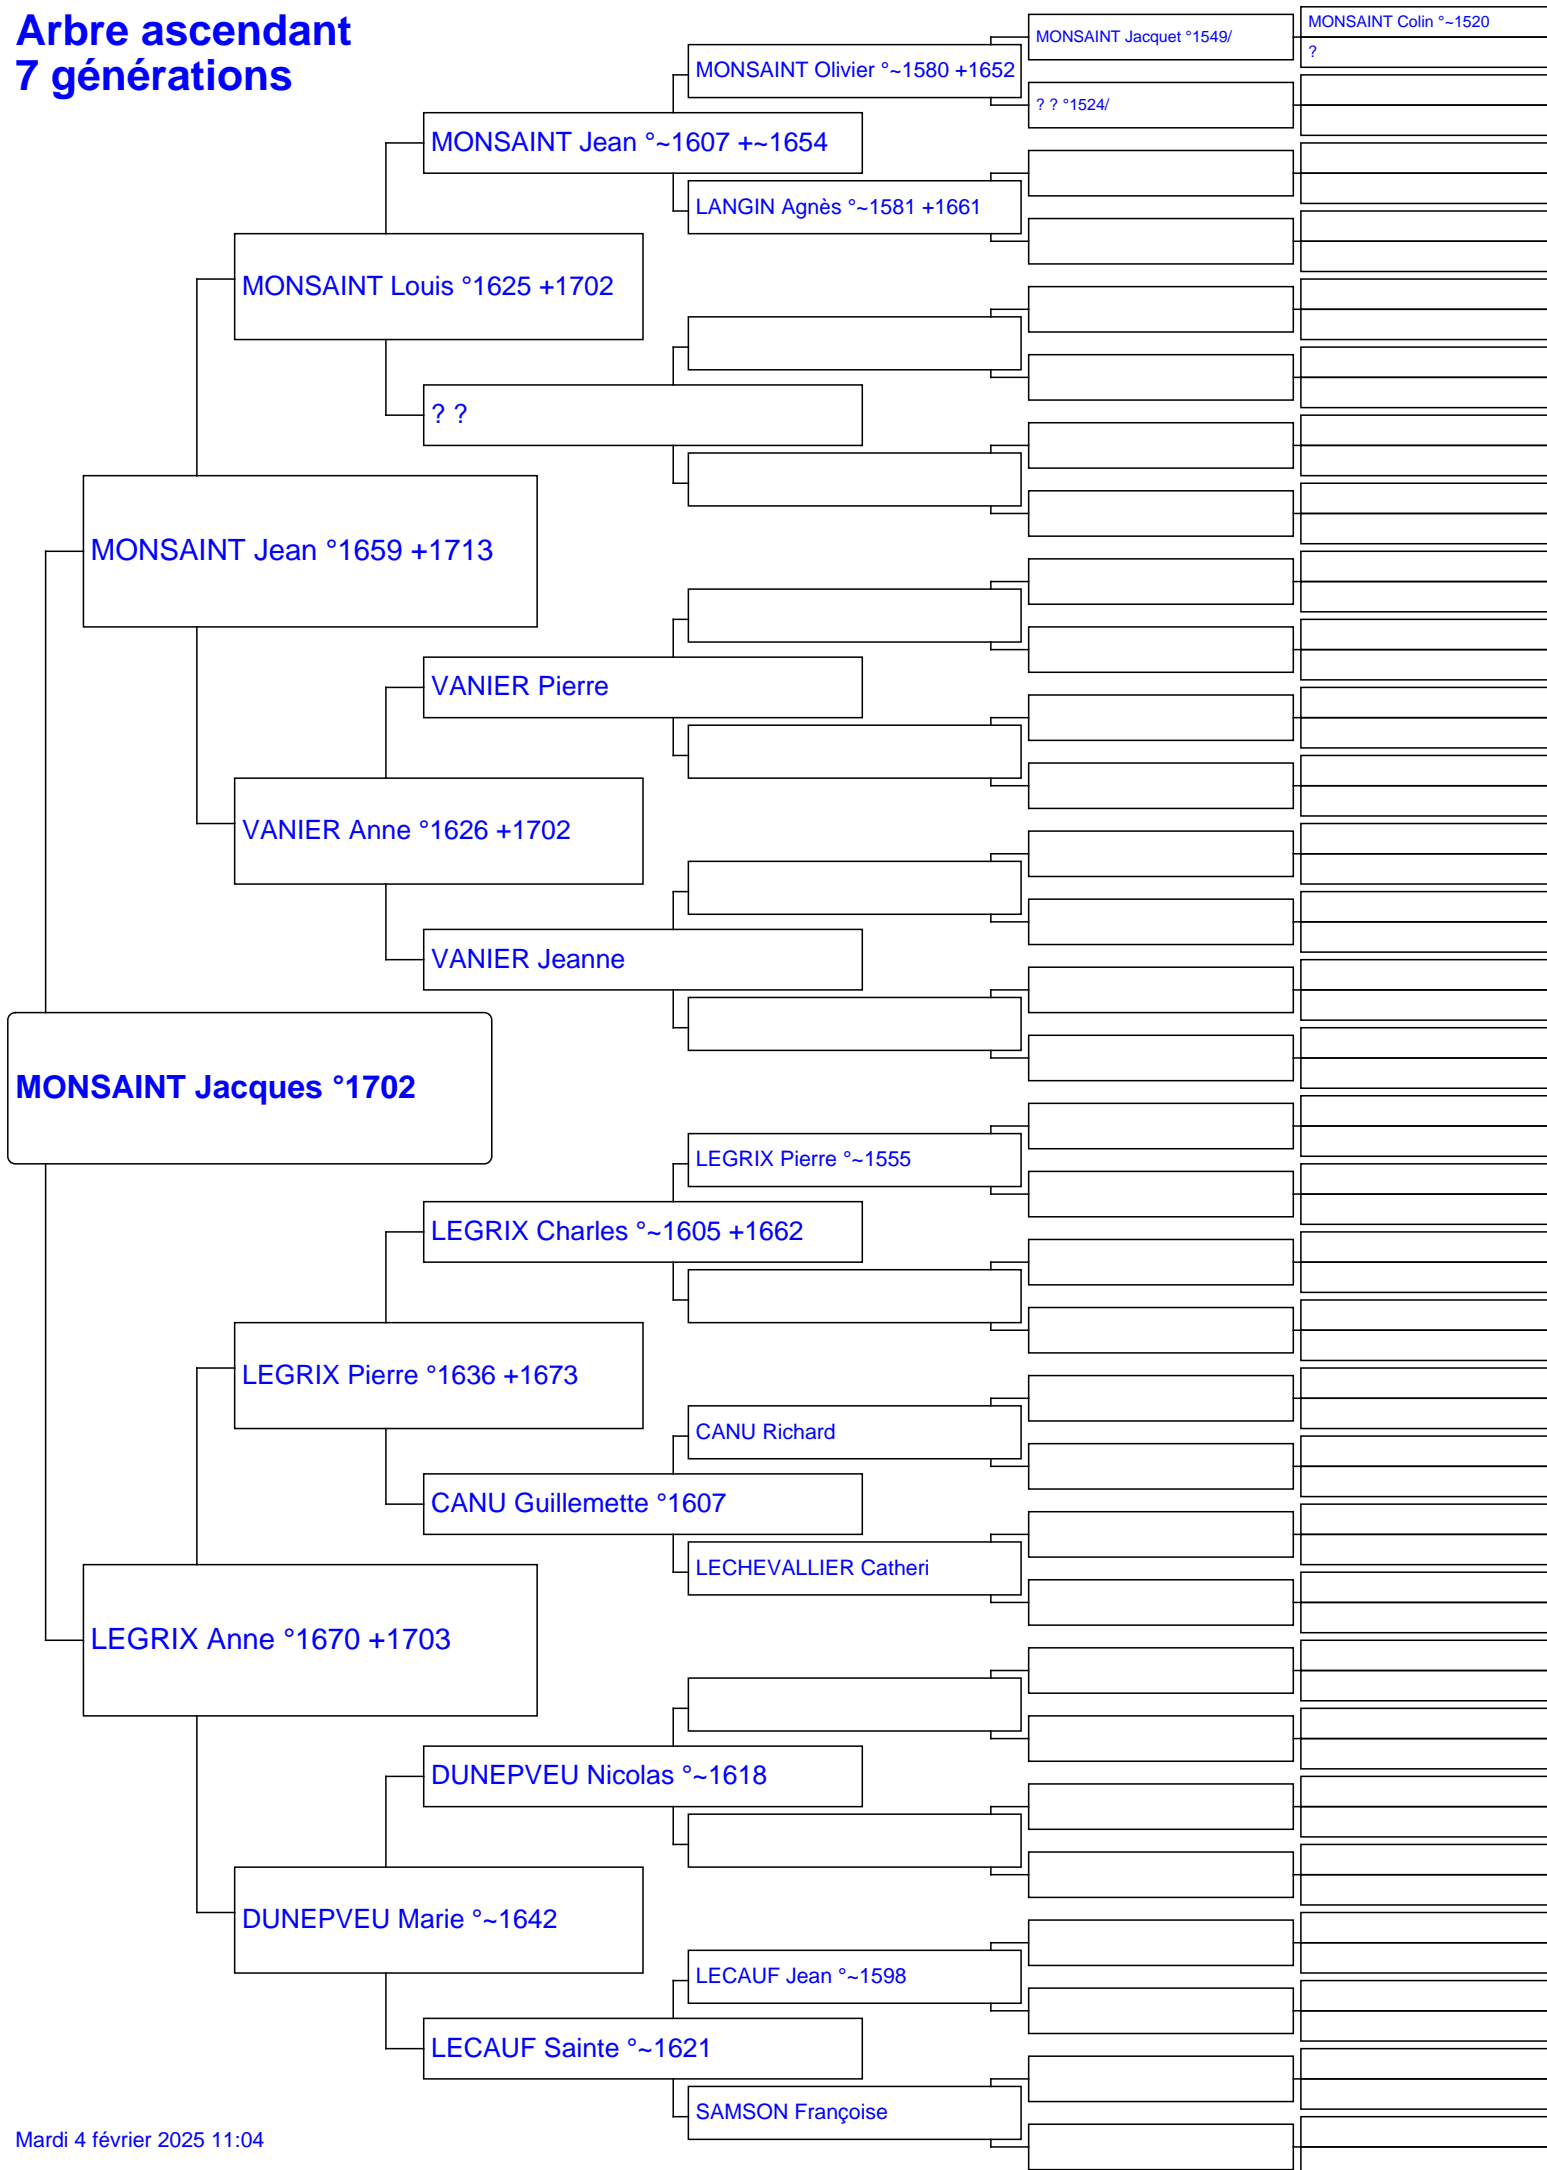 Arbre ascendant
7 générations
MONSAINT Colin °~1520
?
MONSAINT Jacquet °1549/
MONSAINT Olivier °~1580 +1652
? ? °1524/
MONSAINT Jean °~1607 +~1654
LANGIN Agnès °~1581 +1661
MONSAINT Louis °1625 +1702
? ?
MONSAINT Jean °1659 +1713
VANIER Pierre
VANIER Anne °1626 +1702
VANIER Jeanne
MONSAINT Jacques °1702
LEGRIX Pierre °~1555
LEGRIX Charles °~1605 +1662
LEGRIX Pierre °1636 +1673
CANU Richard
CANU Guillemette °1607
LECHEVALLIER Catheri
LEGRIX Anne °1670 +1703
DUNEPVEU Nicolas °~1618
DUNEPVEU Marie °~1642
LECAUF Jean °~1598
LECAUF Sainte °~1621
SAMSON Françoise
Mardi 4 février 2025 11:04